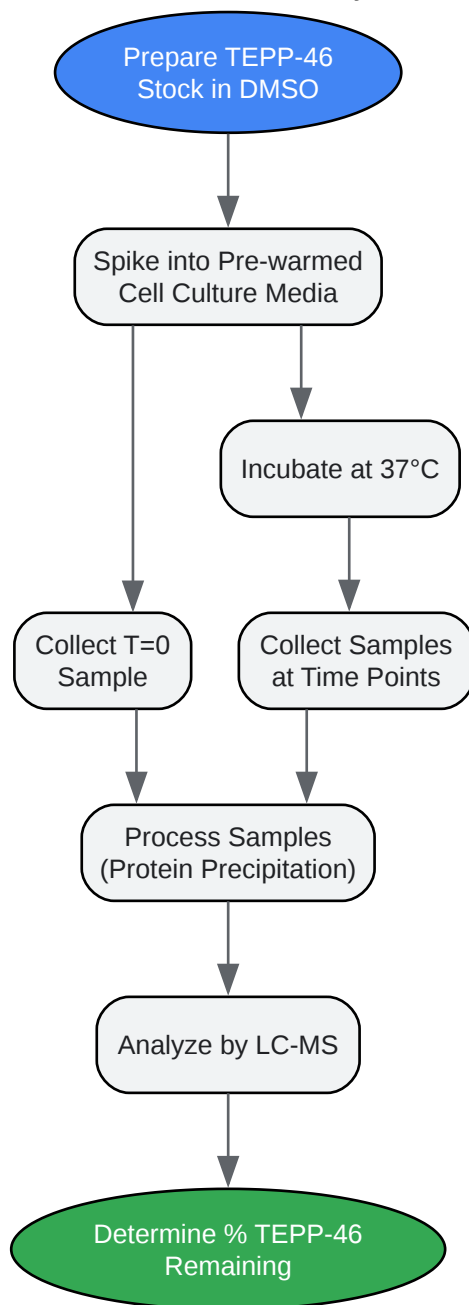 Prepare TEPP-46
Stock in DMSO
Spike into Pre-warmed
Cell Culture Media
Incubate at 37°C
Collect T=0
Sample
Collect Samples
at Time Points
Process Samples
(Protein Precipitation)
Analyze by LC-MS
Determine % TEPP-46
Remaining